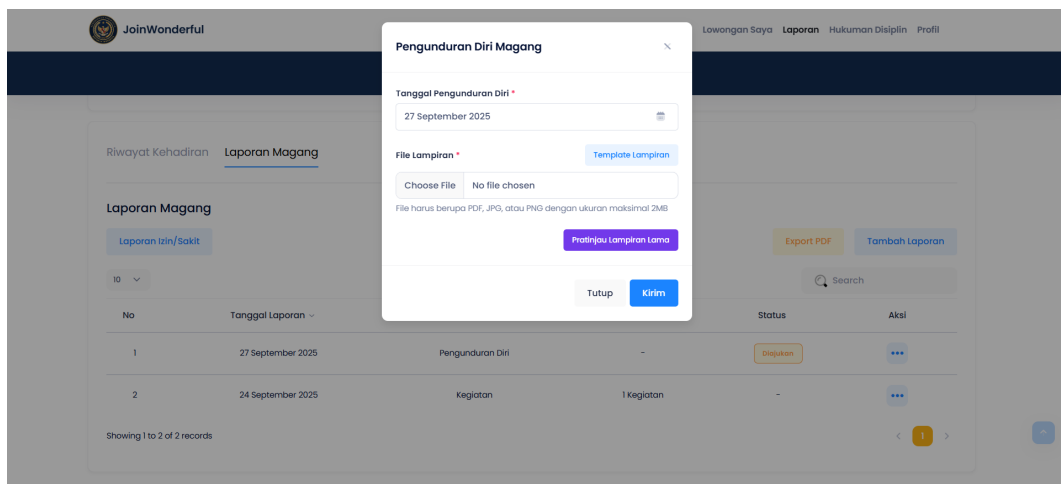 JoinWonderful
Lowongan Saya Laporan Hukuman Disiplin Profil
Pengunduran Diri Magang
Tanggal Pengunduran Diri *
27 September 2025
File Lampiran *
Template Lampiran
Choose File No file chosen
File harus berupa PDF, JPG, atau PNG dengan ukuran maksimal 2MB
Pratinjau Lampiran Lama
Tutup Kirim
Riwayat Kehadiran Laporan Magang
Laporan Magang
Laporan Izin/Sakit Export PDF Tambah Laporan
10 Search
No Tanggal Laporan Status Aksi
1 27 September 2025 Pengunduran Diri - Diajukan
2 24 September 2025 Kegiatan 1 Kegiatan -
Showing 1 to 2 of 2 records
< 1 >